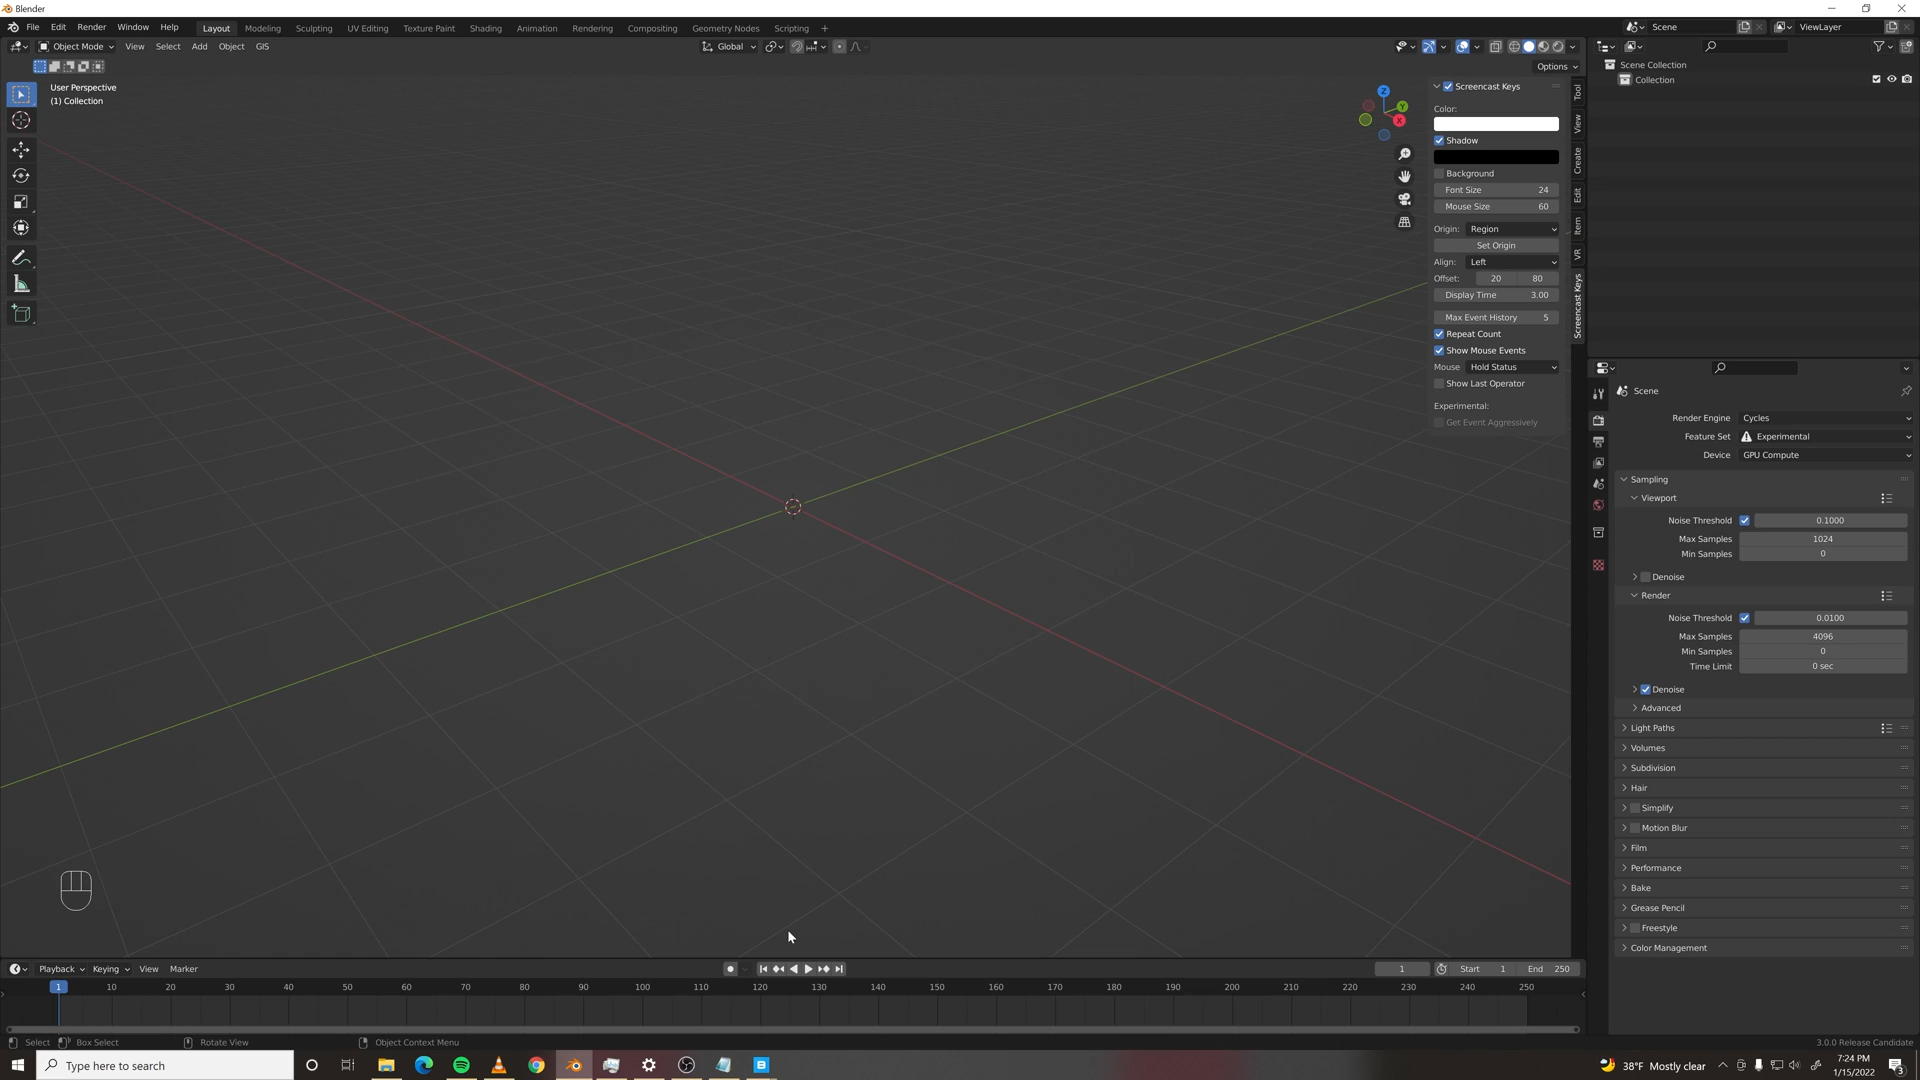 Blender
File Edit Render Window Help Layout Modeling Sculpting UV Editing Texture Paint Shading Animation Rendering Compositing Geometry Nodes Scripting + Scene ViewLayer
Object Mode View Select Add Object GIS Global
Options
User Perspective
(1) Collection
Z
Y
X
Screencast Keys
Color:
Shadow
Background
Font Size 24
Mouse Size 60
Origin: Region
Set Origin
Align: Left
Offset: 20 80
Display Time 3.00
Max Event History 5
Repeat Count
Show Mouse Events
Mouse Hold Status
Show Last Operator
Experimental:
Get Event Aggressively
Tool
View
Create
Edit
Item
VR
Screencast Keys
Scene Collection
Collection
Scene
Render Engine Cycles
Feature Set Experimental
Device GPU Compute
Sampling
Viewport
Noise Threshold 0.1000
Max Samples 1024
Min Samples 0
Denoise
Render
Noise Threshold 0.0100
Max Samples 4096
Min Samples 0
Time Limit 0 sec
Denoise
Advanced
Light Paths
Volumes
Subdivision
Hair
Simplify
Motion Blur
Film
Performance
Bake
Grease Pencil
Freestyle
Color Management
Playback Keying View Marker 1 Start 1 End 250
1 10 20 30 40 50 60 70 80 90 100 110 120 130 140 150 160 170 180 190 200 210 220 230 240 250
Select Box Select Rotate View Object Context Menu 3.0.0 Release Candidate
Type here to search
38°F Mostly clear
7:24 PM
1/15/2022
3